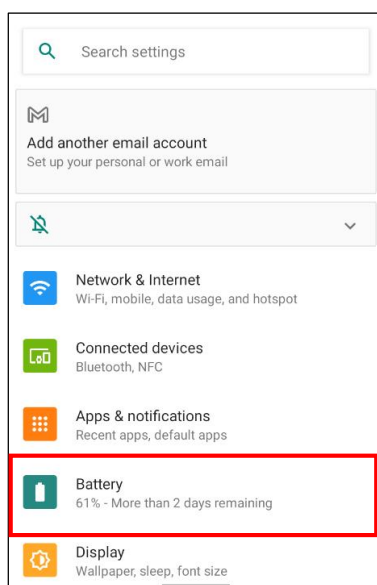 Search settings
Add another email account
Set up your personal or work email
Network & Internet
Wi-Fi, mobile, data usage, and hotspot
Connected devices
Bluetooth, NFC
Apps & notifications
Recent apps, default apps
Battery
61% - More than 2 days remaining
Display
Wallpaper, sleep, font size